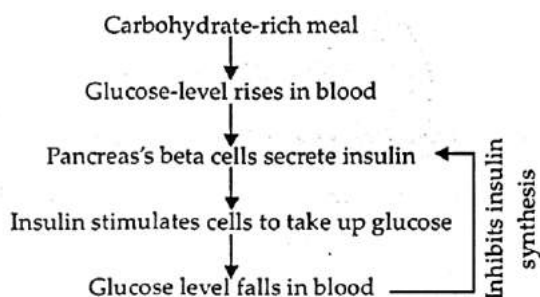 Carbohydrate-rich meal
Glucose-level rises in blood
Pancreas's beta cells secrete insulin
Insulin stimulates cells to take up glucose
Glucose level falls in blood
Inhibits insulin
synthesis